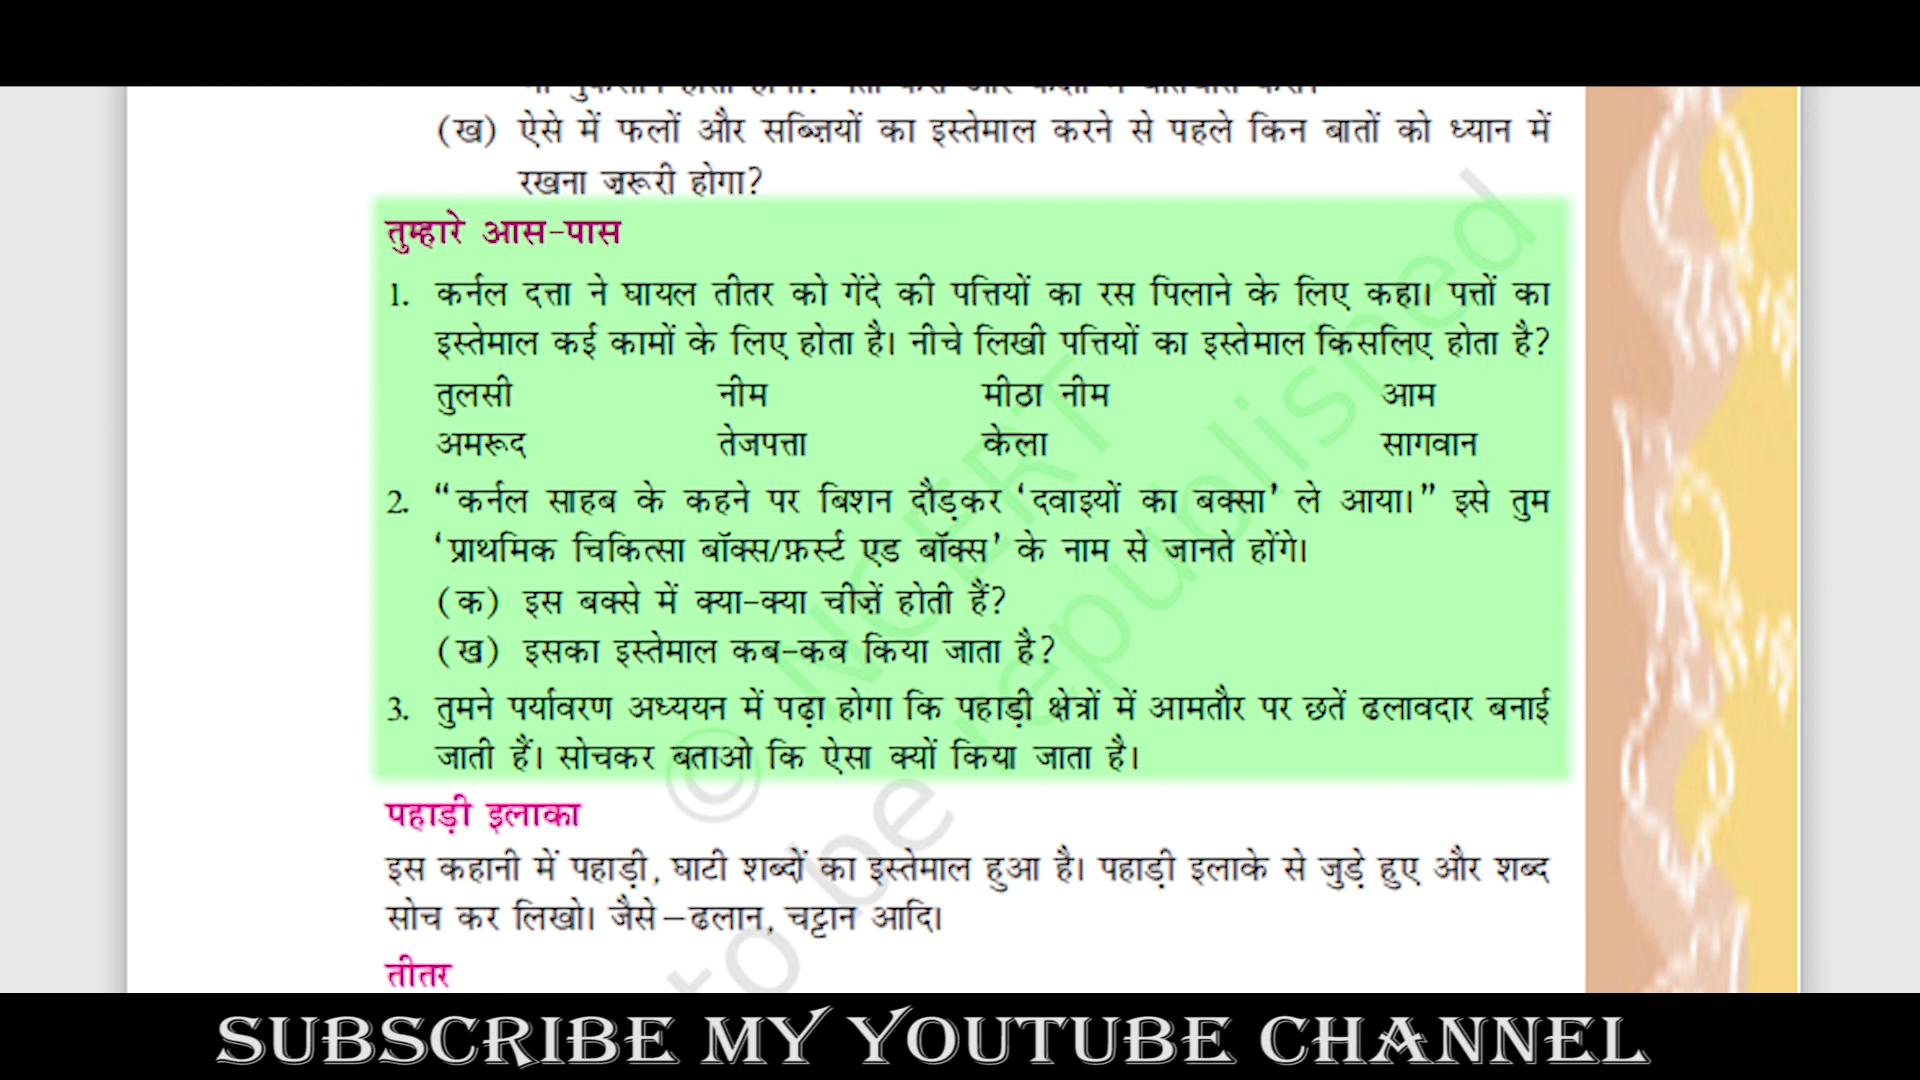 (ख) ऐसे में फलों और सब्ज़ियों का इस्तेमाल करने से पहले किन बातों को ध्यान में
रखना ज़रूरी होगा?
तुम्हारे आस-पास
1. कर्नल दत्ता ने घायल तीतर को गेंदे की पत्तियों का रस पिलाने के लिए कहा। पत्तों का
इस्तेमाल कई कामों के लिए होता है। नीचे लिखी पत्तियों का इस्तेमाल किसलिए होता है?
तुलसी नीम मीठा नीम आम
अमरूद तेजपत्ता केला सागवान
2. “कर्नल साहब के कहने पर बिशन दौड़कर ‘दवाइयों का बक्सा’ ले आया।” इसे तुम
‘प्राथमिक चिकित्सा बॉक्स/फ़र्स्ट एड बॉक्स’ के नाम से जानते होंगे।
(क) इस बक्से में क्या-क्या चीज़ें होती हैं?
(ख) इसका इस्तेमाल कब-कब किया जाता है?
3. तुमने पर्यावरण अध्ययन में पढ़ा होगा कि पहाड़ी क्षेत्रों में आमतौर पर छतें ढलावदार बनाई
जाती हैं। सोचकर बताओ कि ऐसा क्यों किया जाता है।
पहाड़ी इलाका
इस कहानी में पहाड़ी, घाटी शब्दों का इस्तेमाल हुआ है। पहाड़ी इलाके से जुड़े हुए और शब्द
सोच कर लिखो। जैसे – ढलान, चट्टान आदि।
तीतर
© NCERT
to be republished
SUBSCRIBE MY YOUTUBE CHANNEL